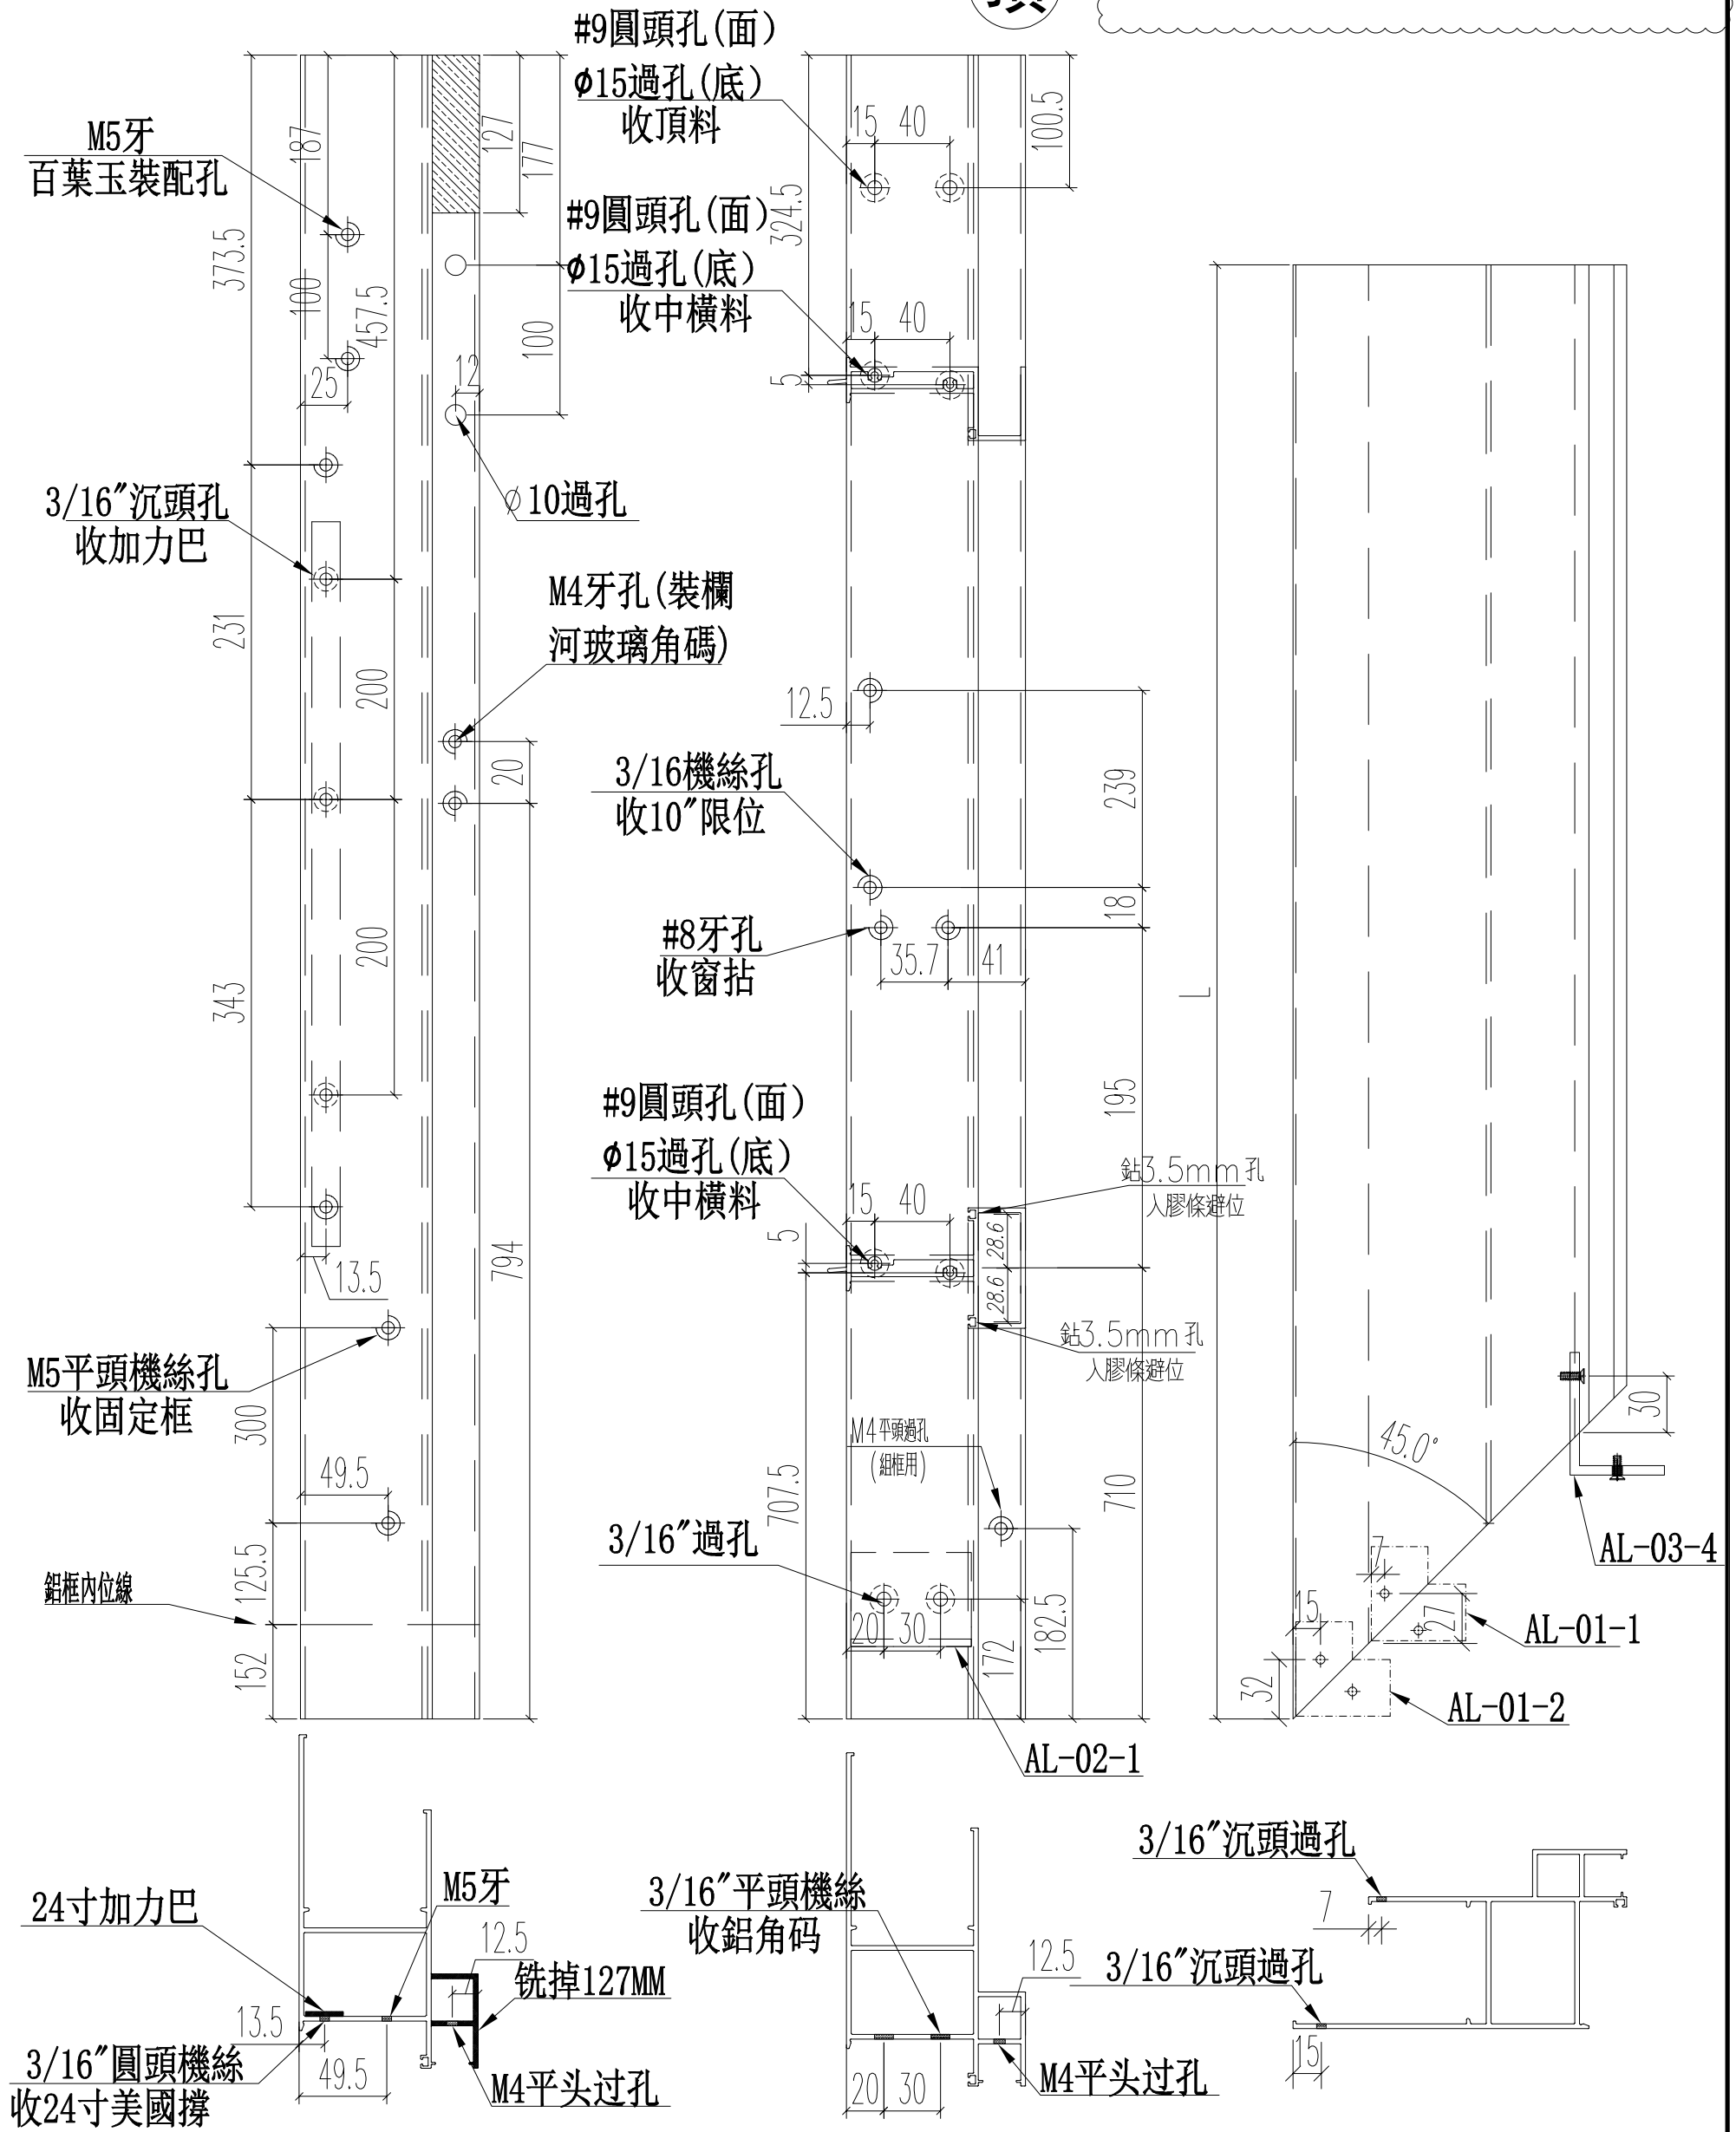 #9圓頭孔(面)
ϕ15過孔(底)
收頂料
M5牙
百葉玉裝配孔
187
127
177
15
40
100.5
324.5
#9圓頭孔(面)
ϕ15過孔(底)
收中橫料
373.5
100
457.5
25
12
100
15
40
5
3/16"沉頭孔
收加力巴
∅10過孔
M4牙孔(裝欄
河玻璃角碼)
231
200
20
12.5
3/16機絲孔
收10"限位
239
18
#8牙孔
收窗拈
35.7
41
343
200
L
195
#9圓頭孔(面)
ϕ15過孔(底)
收中橫料
15
40
5
鉆3.5mm孔
入膠條避位
28.6
28.6
794
13.5
鉆3.5mm孔
入膠條避位
M5平頭機絲孔
收固定框
300
49.5
M4平頭過孔
(組框用)
707.5
710
45.0°
30
3/16"過孔
AL-03-4
125.5
鋁框內位線
152
20
30
172
182.5
7
15
27
32
AL-01-1
AL-01-2
AL-02-1
24寸加力巴
M5牙
12.5
铣掉127MM
13.5
3/16"圓頭機絲
收24寸美國撐
49.5
M4平头过孔
3/16"平頭機絲
收鋁角码
12.5
20
30
M4平头过孔
3/16"沉頭過孔
7
3/16"沉頭過孔
15